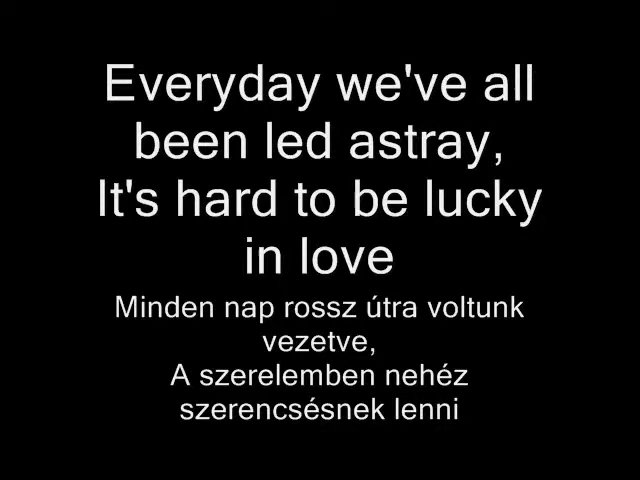 Everyday we've all
been led astray,
It's hard to be lucky
in love
Minden nap rossz útra voltunk
vezetve,
A szerelemben nehéz
szerencsésnek lenni